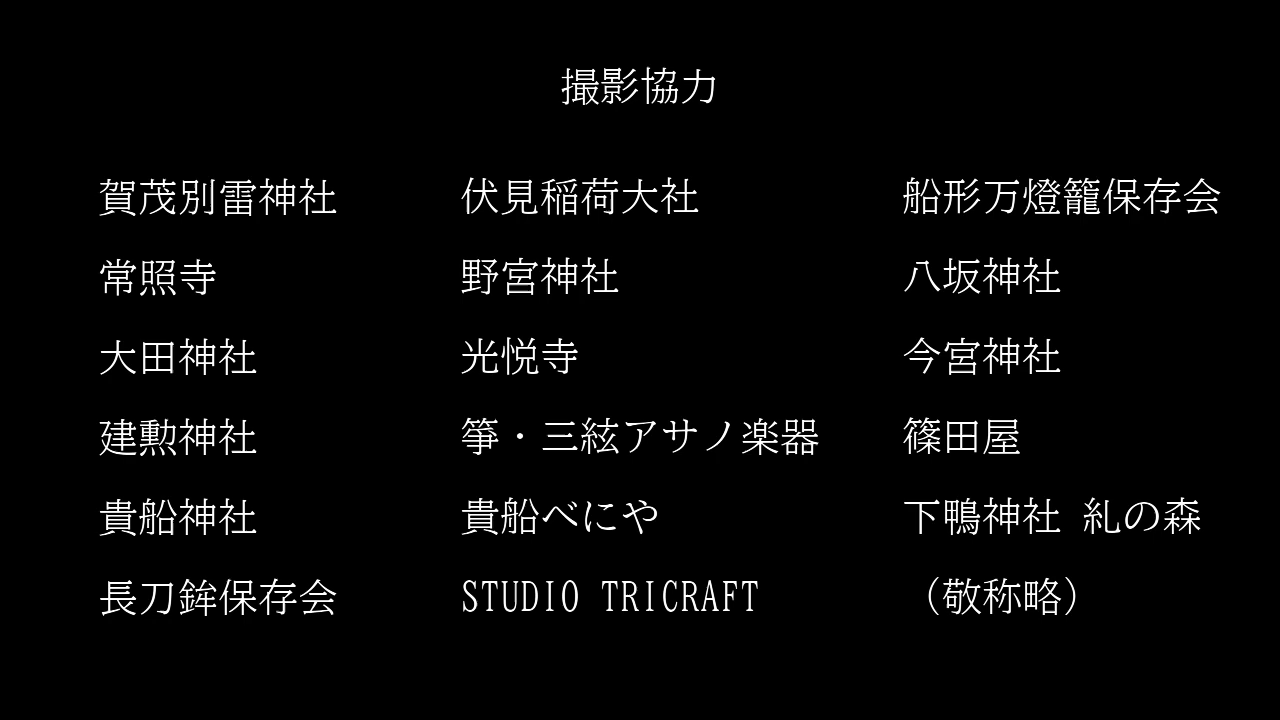 撮影協力
賀茂別雷神社 伏見稲荷大社 船形万燈籠保存会
常照寺 野宮神社 八坂神社
大田神社 光悦寺 今宮神社
建勲神社 箏・三絃アサノ楽器 篠田屋
貴船神社 貴船べにや 下鴨神社 糺の森
長刀鉾保存会 STUDIO TRICRAFT （敬称略）